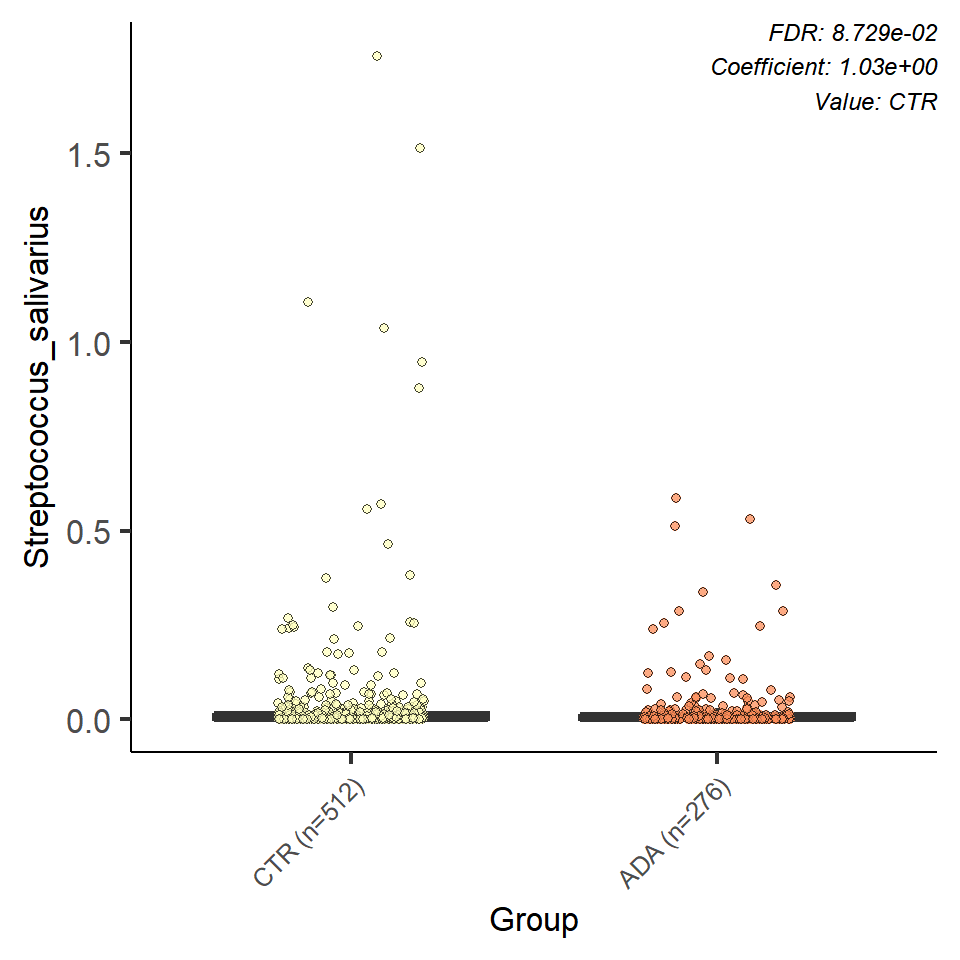 FDR: 8.729e-02
Coefficient: 1.03e+00
Value: CTR
Streptococcus_salivarius
1.5
1.0
0.5
0.0
CTR (n=512)
ADA (n=276)
Group